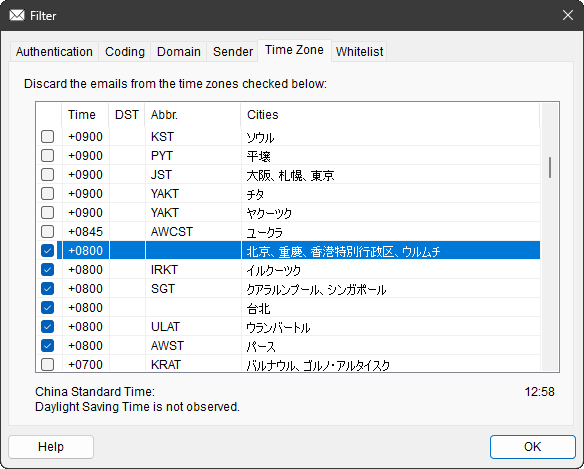 Filter
Authentication Coding Domain Sender Time Zone Whitelist
Discard the emails from the time zones checked below:
Time DST Abbr. Cities
+0900 KST ソウル
+0900 PYT 平壌
+0900 JST 大阪、札幌、東京
+0900 YAKT チタ
+0900 YAKT ヤクーツク
+0845 AWCST ユークラ
+0800 北京、重慶、香港特別行政区、ウルムチ
+0800 IRKT イルクーツク
+0800 SGT クアラルンプール、シンガポール
+0800 台北
+0800 ULAT ウランバートル
+0800 AWST パース
+0700 KRAT バルナウル、ゴルノ・アルタイスク
China Standard Time: 12:58
Daylight Saving Time is not observed.
Help OK